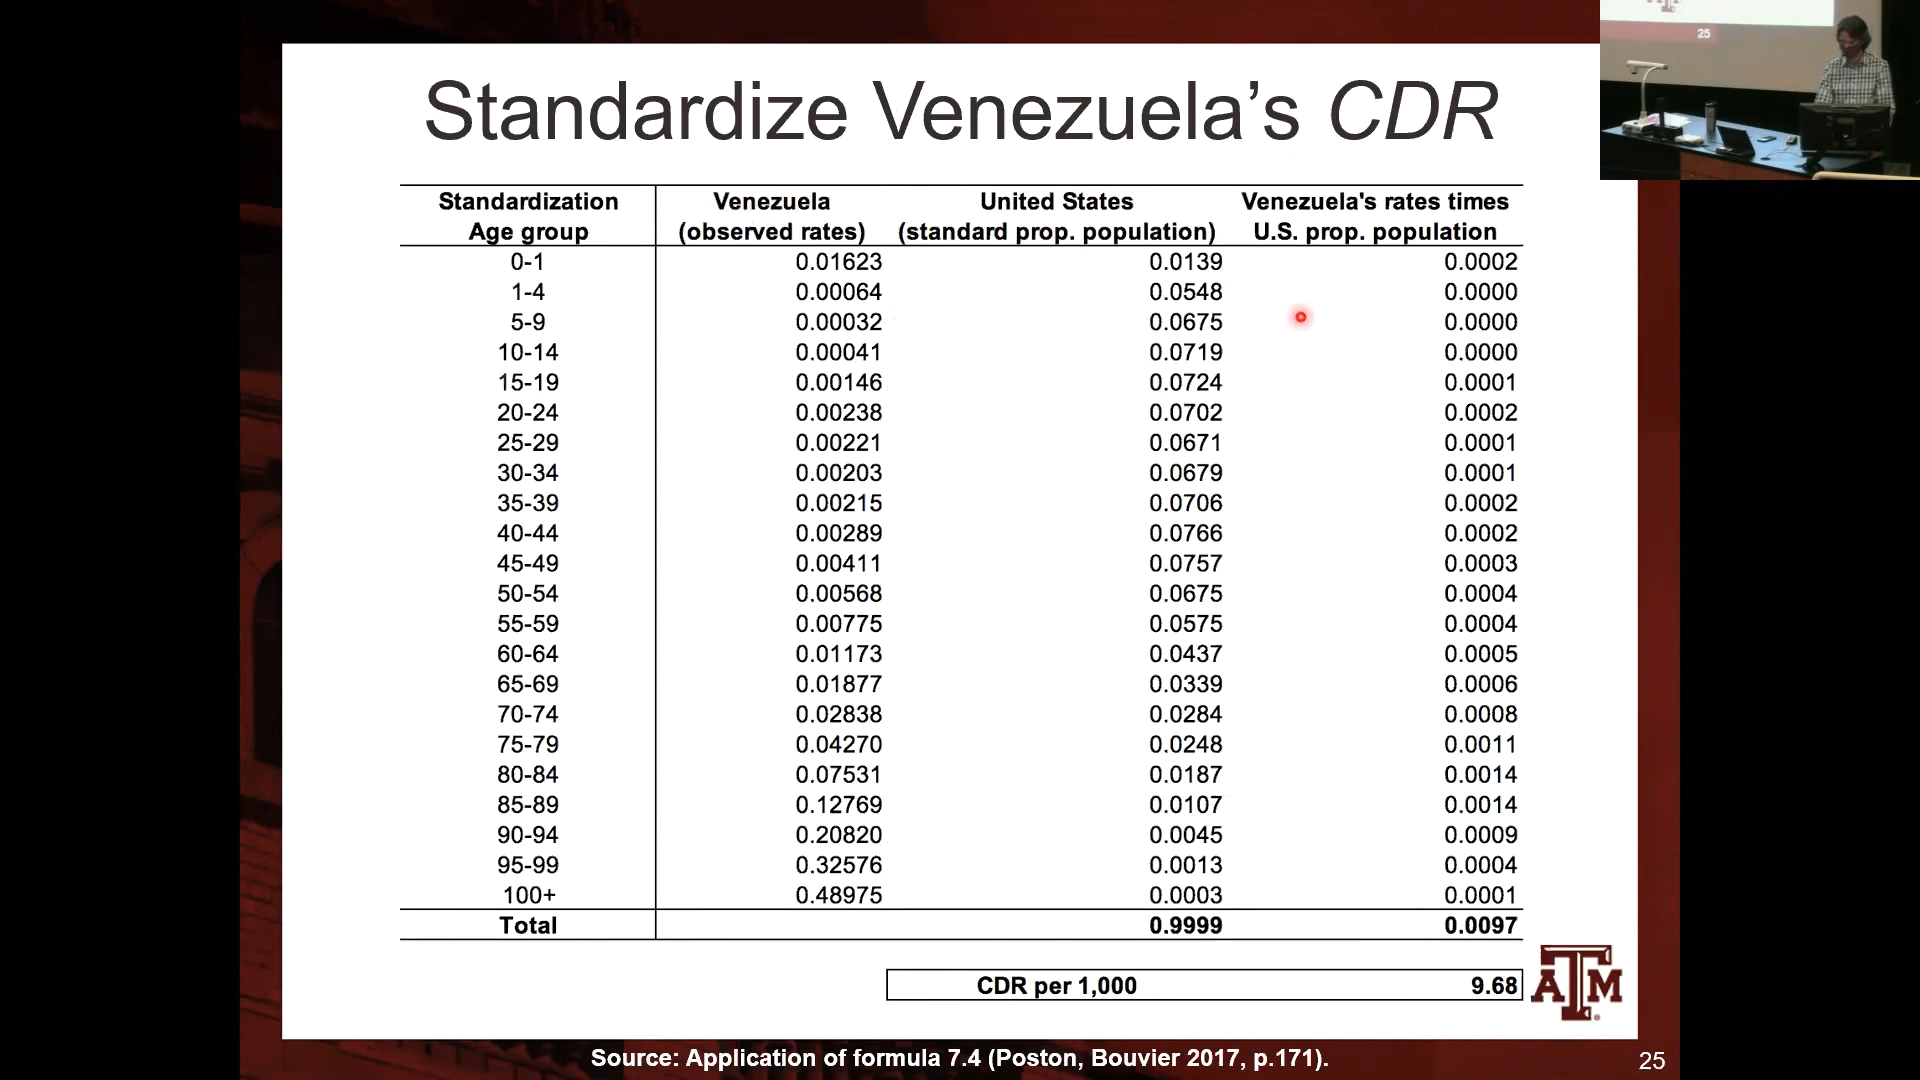 Standardize Venezuela’s CDR
Standardization Venezuela United States Venezuela's rates times
Age group (observed rates) (standard prop. population) U.S. prop. population
0-1 0.01623 0.0139 0.0002
1-4 0.00064 0.0548 0.0000
5-9 0.00032 0.0675 0.0000
10-14 0.00041 0.0719 0.0000
15-19 0.00146 0.0724 0.0001
20-24 0.00238 0.0702 0.0002
25-29 0.00221 0.0671 0.0001
30-34 0.00203 0.0679 0.0001
35-39 0.00215 0.0706 0.0002
40-44 0.00289 0.0766 0.0002
45-49 0.00411 0.0757 0.0003
50-54 0.00568 0.0675 0.0004
55-59 0.00775 0.0575 0.0004
60-64 0.01173 0.0437 0.0005
65-69 0.01877 0.0339 0.0006
70-74 0.02838 0.0284 0.0008
75-79 0.04270 0.0248 0.0011
80-84 0.07531 0.0187 0.0014
85-89 0.12769 0.0107 0.0014
90-94 0.20820 0.0045 0.0009
95-99 0.32576 0.0013 0.0004
100+ 0.48975 0.0003 0.0001
Total 0.9999 0.0097
CDR per 1,000 9.68
ATM
Source: Application of formula 7.4 (Poston, Bouvier 2017, p.171).
25
25